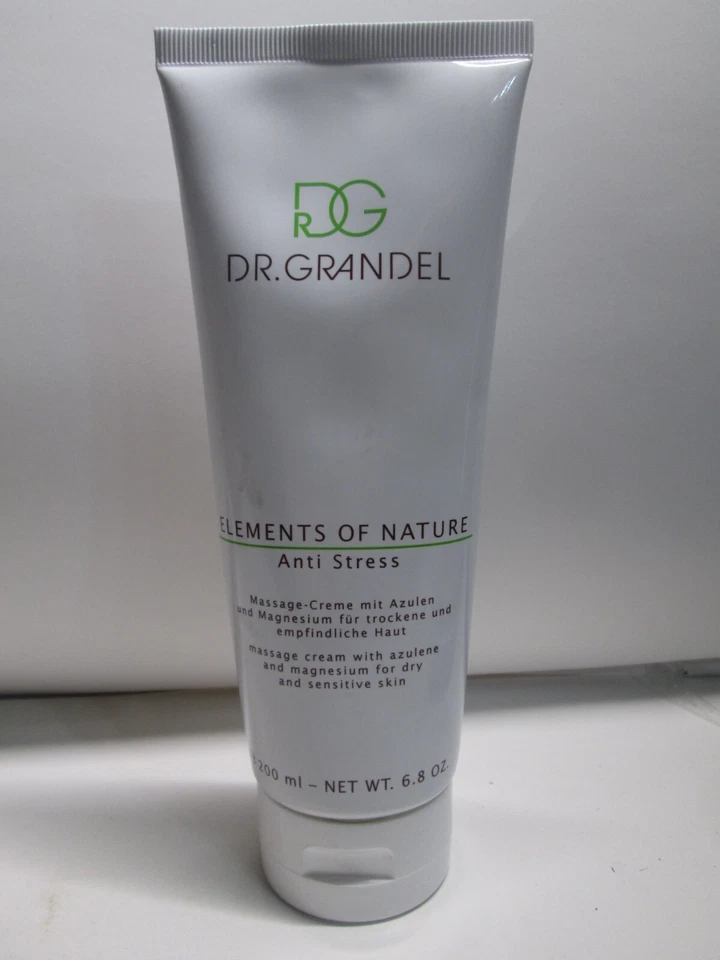 DRG
DR.GRANDEL
ELEMENTS OF NATURE
Anti Stress
Massage-Creme mit Azulen
und Magnesium für trockene und
empfindliche Haut
massage cream with azulene
and magnesium for dry
and sensitive skin
200 ml – NET WT. 6.8 OZ.